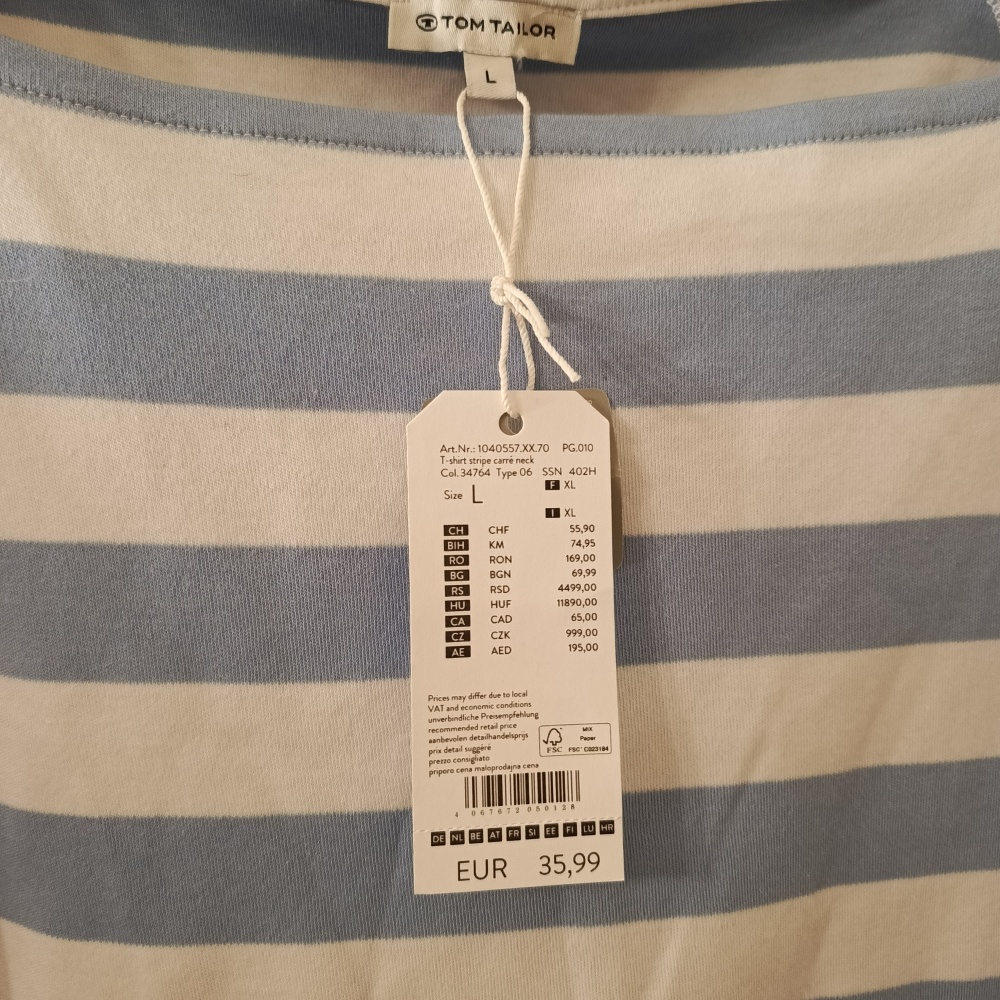 TOM TAILOR
L
Art.Nr.: 1040557.XX.70 PG.010
T-shirt stripe carré neck
Col.34764 Type 06 SSN 402H
F XL
Size L
I XL
CH CHF 55,90
BIH KM 74,95
RO RON 169,00
BG BGN 69,99
RS RSD 4499,00
HU HUF 11890,00
CA CAD 65,00
CZ CZK 999,00
AE AED 195,00
Prices may differ due to local
VAT and economic conditions
unverbindliche Preisempfehlung
recommended retail price
aanbevolen detailhandelsprijs
prix detail suggéré
prezzo consigliato
priporo cena maloprodajna cena
FSC
MIX
Paper
FSC® C023184
4 067672 050128
DE NL BE AT FR SI EE FI LU HR
EUR 35,99